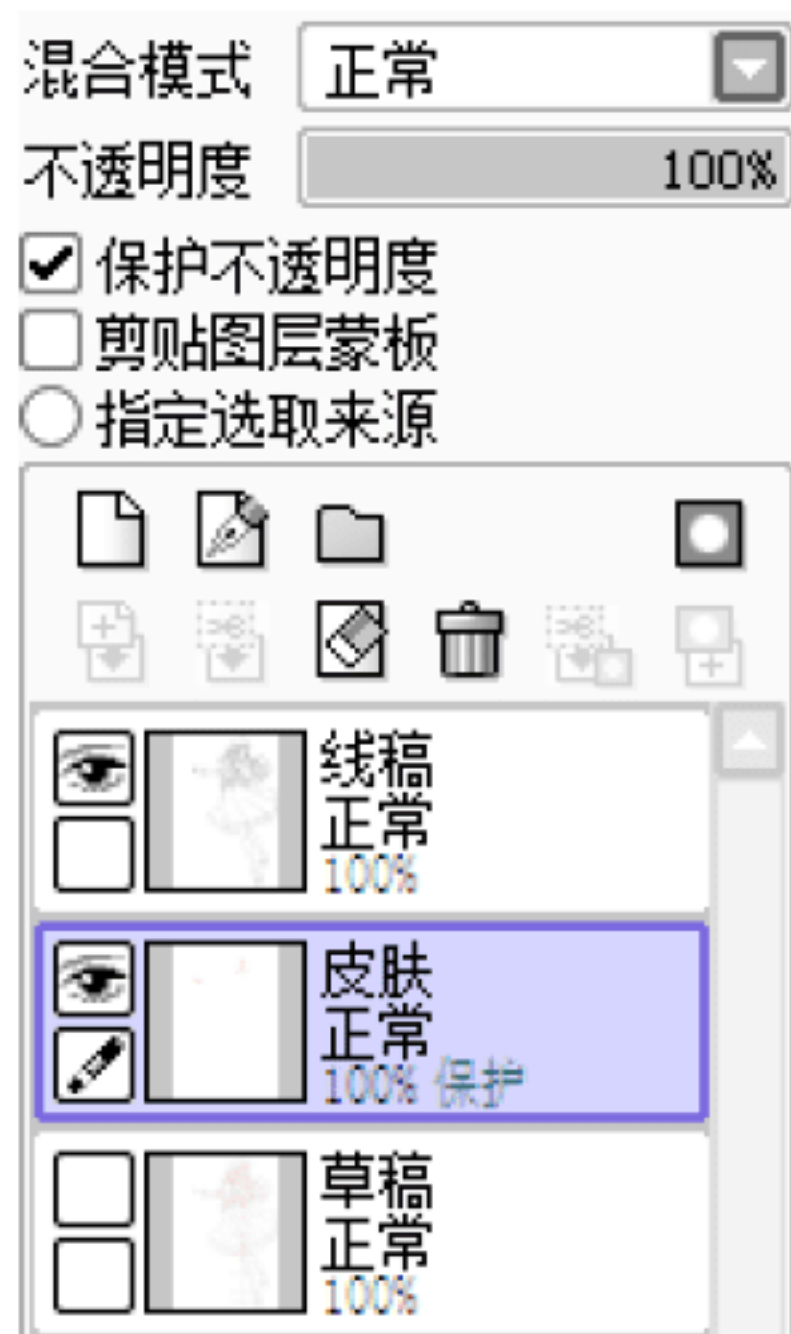 混合模式 正常
不透明度 100%
保护不透明度
剪贴图层蒙板
指定选取来源
线稿
正常
100%
皮肤
正常
100% 保护
草稿
正常
100%